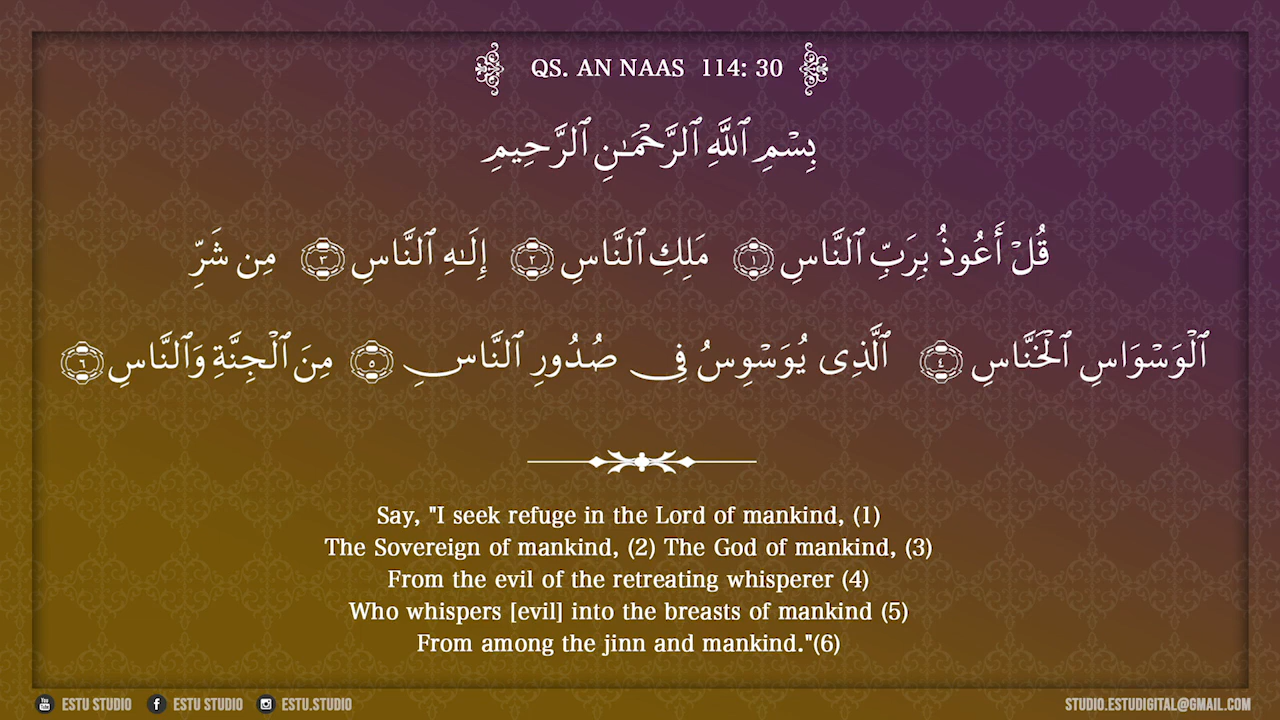 QS. AN NAAS 114: 30
بِسْمِ ٱللَّهِ ٱلرَّحْمَـٰنِ ٱلرَّحِيمِ
قُلْ أَعُوذُ بِرَبِّ ٱلنَّاسِ ١ مَلِكِ ٱلنَّاسِ ٢ إِلَـٰهِ ٱلنَّاسِ ٣ مِن شَرِّ
ٱلْوَسْوَاسِ ٱلْخَنَّاسِ ٤ ٱلَّذِى يُوَسْوِسُ فِى صُدُورِ ٱلنَّاسِ ٥ مِنَ ٱلْجِنَّةِ وَٱلنَّاسِ ٦
Say, "I seek refuge in the Lord of mankind, (1)
The Sovereign of mankind, (2) The God of mankind, (3)
From the evil of the retreating whisperer (4)
Who whispers [evil] into the breasts of mankind (5)
From among the jinn and mankind."(6)
You Tube ESTU STUDIO f ESTU STUDIO ESTU.STUDIO STUDIO.ESTUDIGITAL@GMAIL.COM